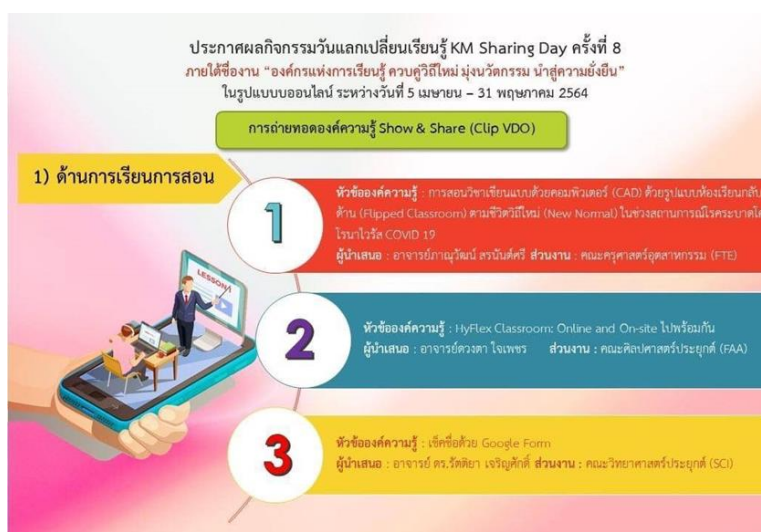 ประกาศผลกิจกรรมวันแลกเปลี่ยนเรียนรู้ KM Sharing Day ครั้งที่ 8
ภายใต้ชื่องาน “องค์กรแห่งการเรียนรู้ ควบคู่วิถีใหม่ มุ่งนวัตกรรม นำสู่ความยั่งยืน”
ในรูปแบบบออนไลน์ ระหว่างวันที่ 5 เมษายน – 31 พฤษภาคม 2564
การถ่ายทอดองค์ความรู้ Show & Share (Clip VDO)
1) ด้านการเรียนการสอน
1
หัวข้อองค์ความรู้ : การสอนวิชาเขียนแบบด้วยคอมพิวเตอร์ (CAD) ด้วยรูปแบบห้องเรียนกลับ
ด้าน (Flipped Classroom) ตามชีวิตวิถีใหม่ (New Normal) ในช่วงสถานการณ์โรคระบาดโค
โรนาไวรัส COVID 19
ผู้นำเสนอ : อาจารย์ภาณุวัฒน์ สรนันต์ศรี ส่วนงาน : คณะครุศาสตร์อุตสาหกรรม (FTE)
LESSON
2
หัวข้อองค์ความรู้ : HyFlex Classroom: Online and On-site ไปพร้อมกัน
ผู้นำเสนอ : อาจารย์ดวงตา ใจเพชร ส่วนงาน : คณะศิลปศาสตร์ประยุกต์ (FAA)
3
หัวข้อองค์ความรู้ : เช็คชื่อด้วย Google Form
ผู้นำเสนอ : อาจารย์ ดร.รัตติยา เจริญศักดิ์ ส่วนงาน : คณะวิทยาศาสตร์ประยุกต์ (SCI)